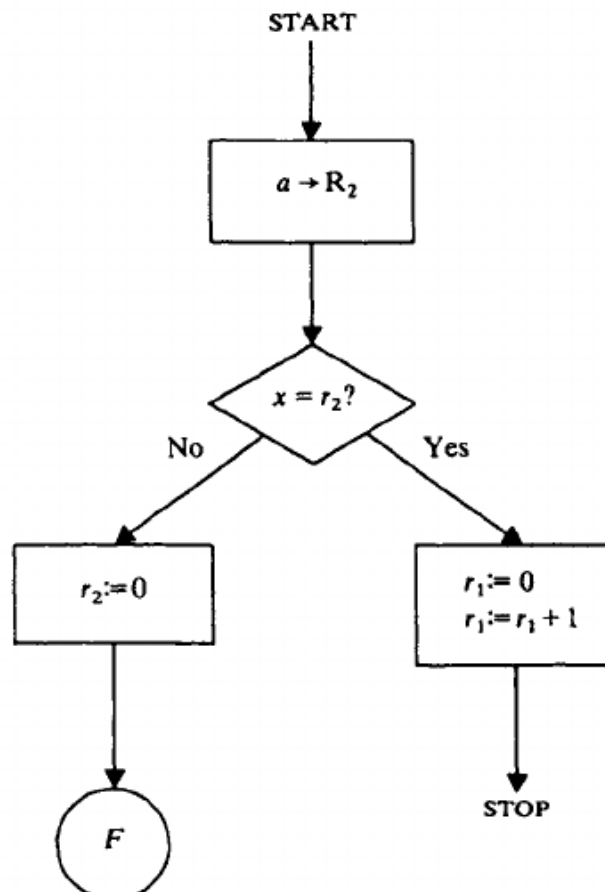 START
a → R₂
x = r₂?
No
Yes
r₂:=0
r₁:=0
r₁:=r₁ + 1
F
STOP